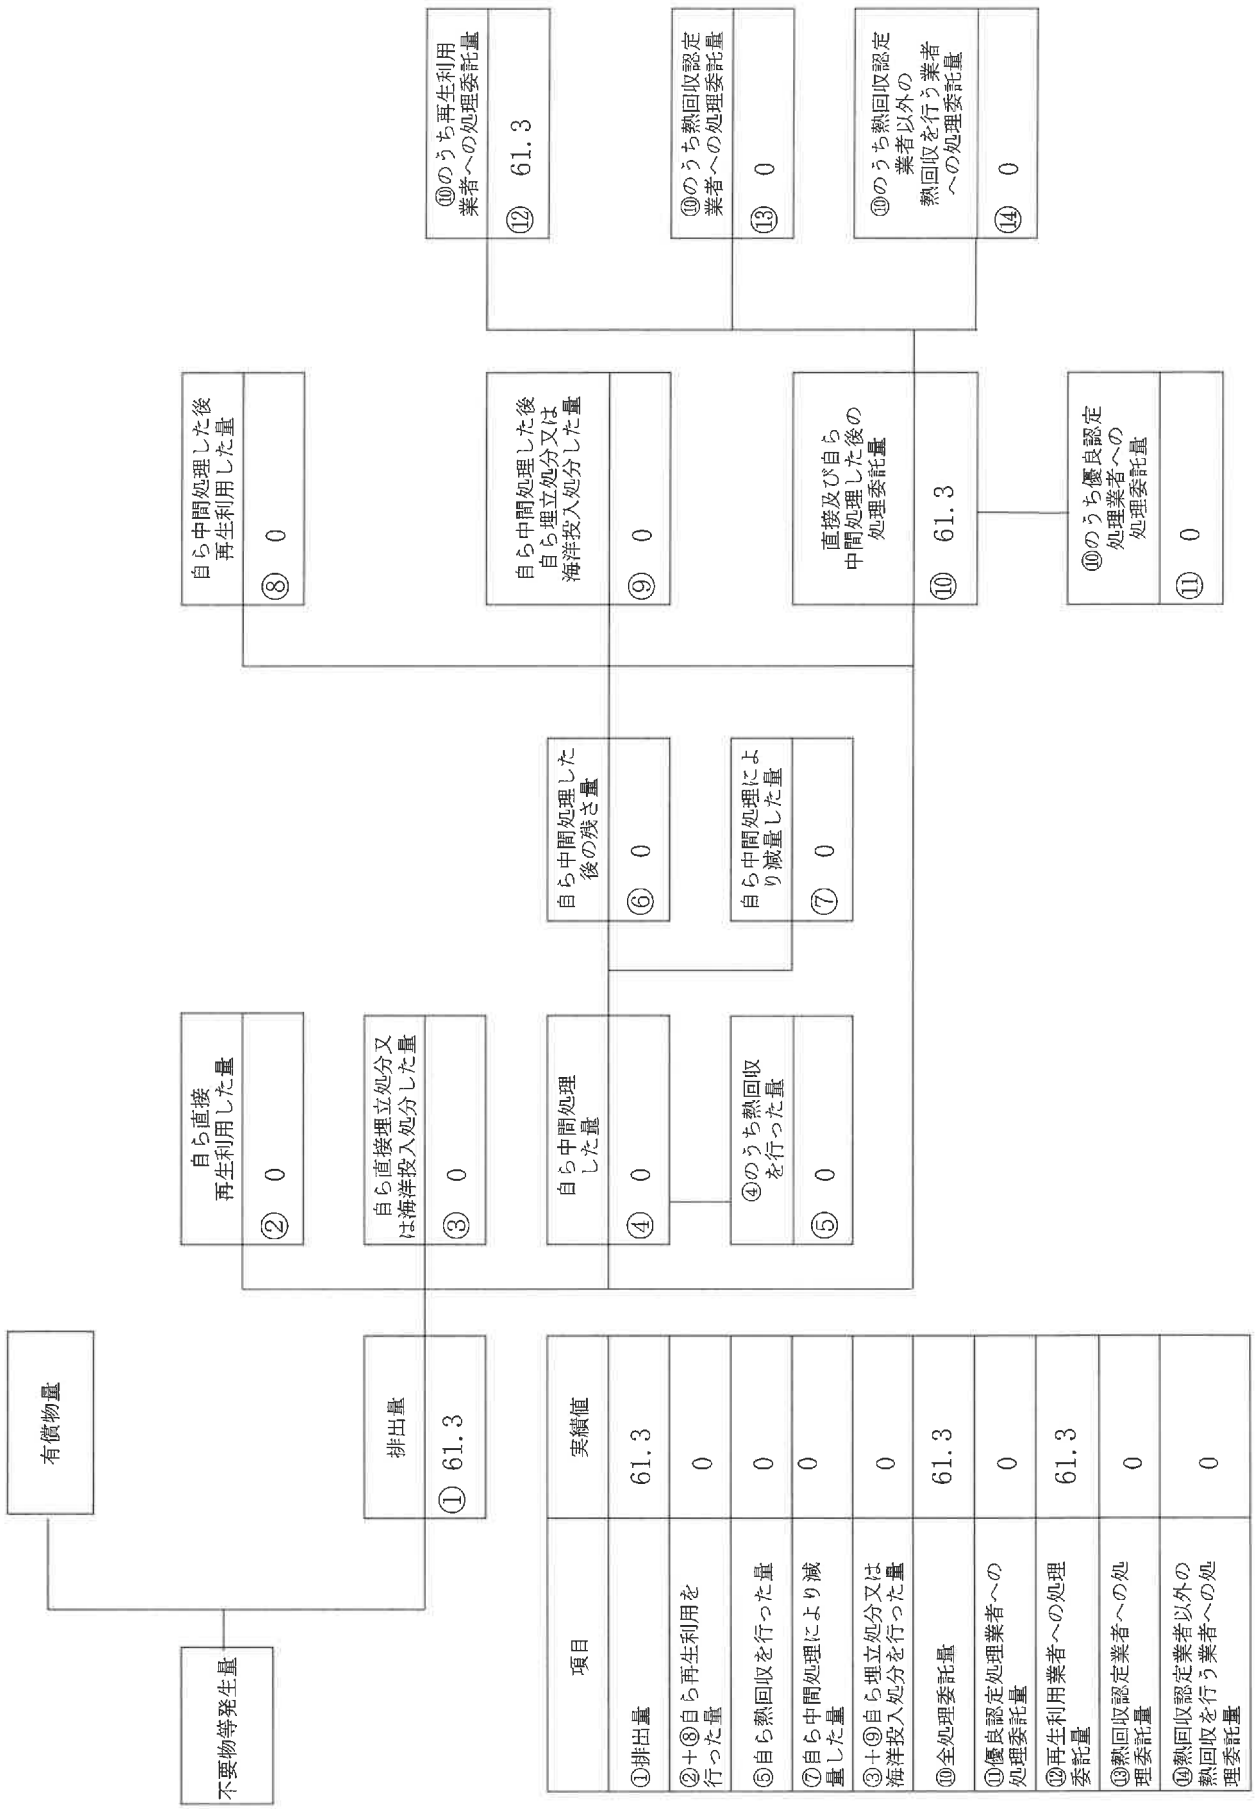 不要物等発生量
有償物量
排出量
① 61.3
自ら直接
再生利用した量
② 0
自ら直接埋立処分又
は海洋投入処分した量
③ 0
自ら中間処理
した量
④ 0
④のうち熱回収
を行った量
⑤ 0
自ら中間処理した
後の残さ量
⑥ 0
自ら中間処理によ
り減量した量
⑦ 0
自ら中間処理した後
再生利用した量
⑧ 0
自ら中間処理した後
自ら埋立処分又は
海洋投入処分した量
⑨ 0
直接及び自ら
中間処理した後の
処理委託量
⑩ 61.3
⑩のうち優良認定
処理業者への
処理委託量
⑪ 0
⑩のうち再生利用
業者への処理委託量
⑫ 61.3
⑩のうち熱回収認定
業者への処理委託量
⑬ 0
⑩のうち熱回収認定
業者以外の
熱回収を行う業者
への処理委託量
⑭ 0
項目 実績値
①排出量 61.3
②+⑧自ら再生利用を
行った量 0
⑤自ら熱回収を行った量 0
⑦自ら中間処理により減
量した量 0
③+⑨自ら埋立処分又は
海洋投入処分を行った量 0
⑩全処理委託量 61.3
⑪優良認定処理業者への
処理委託量 0
⑫再生利用業者への処理
委託量 61.3
⑬熱回収認定業者への処
理委託量 0
⑭熱回収認定業者以外の
熱回収を行う業者への処
理委託量 0